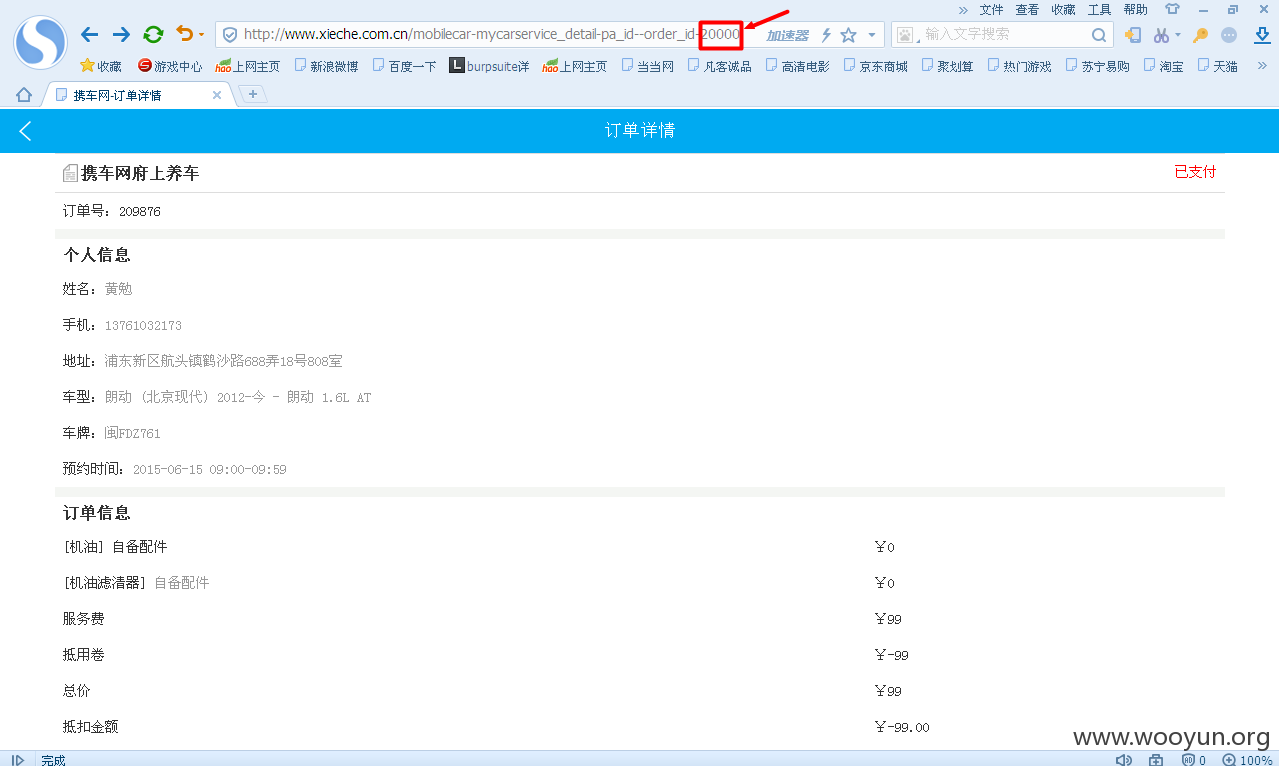 » 文件 查看 收藏 工具 帮助
http://www.xieche.com.cn/mobilecar-mycarservice_detail-pa_id--order_id-20000 加速器 输入文字搜索
收藏 游戏中心 hao 上网主页 新浪微博 百度一下 L burpsuite详 hao 上网主页 当当网 凡客诚品 高清电影 京东商城 聚划算 热门游戏 苏宁易购 淘宝 天猫 »
携车网-订单详情
订单详情
携车网府上养车 已支付
订单号：209876
个人信息
姓名：黄勉
手机：13761032173
地址：浦东新区航头镇鹤沙路688弄18号808室
车型：朗动 (北京现代) 2012-今 - 朗动 1.6L AT
车牌：闽FDZ761
预约时间：2015-06-15 09:00-09:59
订单信息
[机油] 自备配件 ￥0
[机油滤清器] 自备配件 ￥0
服务费 ￥99
抵用卷 ￥-99
总价 ￥99
抵扣金额 ￥-99.00
www.wooyun.org
完成 0 100%